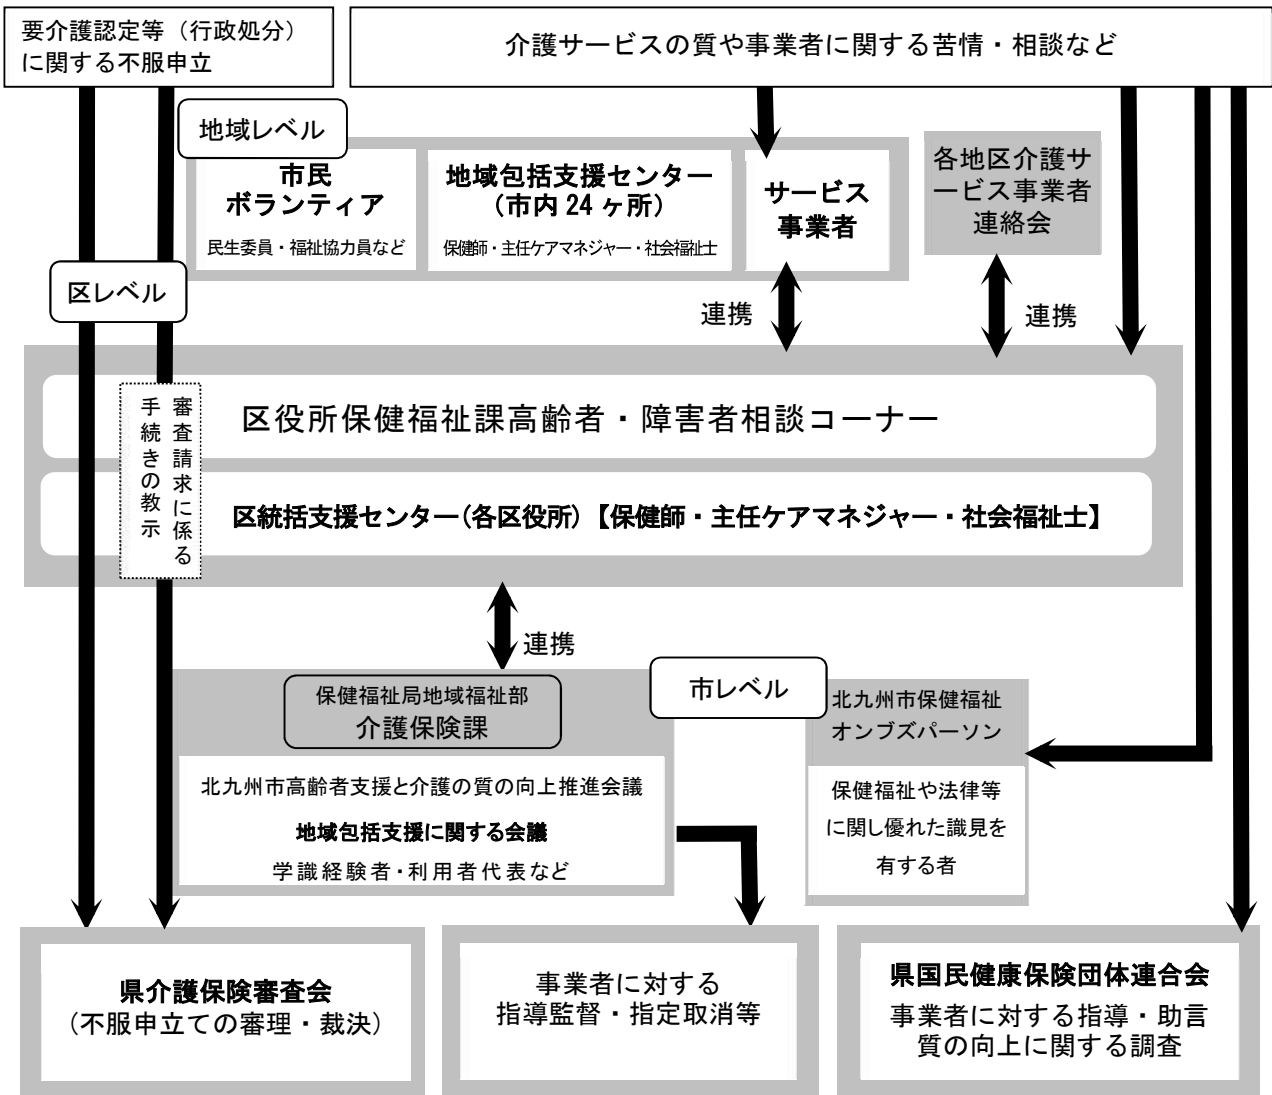 要介護認定等（行政処分）
に関する不服申立
介護サービスの質や事業者に関する苦情・相談など
地域レベル
市民
ボランティア
民生委員・福祉協力員など
地域包括支援センター
（市内 24 ヶ所）
保健師・主任ケアマネジャー・社会福祉士
サービス
事業者
各地区介護サ
ービス事業者
連絡会
区レベル
連携
連携
審査請求に係る
手続きの教示
区役所保健福祉課高齢者・障害者相談コーナー
区統括支援センター（各区役所）【保健師・主任ケアマネジャー・社会福祉士】
連携
市レベル
保健福祉局地域福祉部
介護保険課
北九州市高齢者支援と介護の質の向上推進会議
地域包括支援に関する会議
学識経験者・利用者代表など
北九州市保健福祉
オンブズパーソン
保健福祉や法律等
に関し優れた識見を
有する者
県介護保険審査会
（不服申立ての審理・裁決）
事業者に対する
指導監督・指定取消等
県国民健康保険団体連合会
事業者に対する指導・助言
質の向上に関する調査